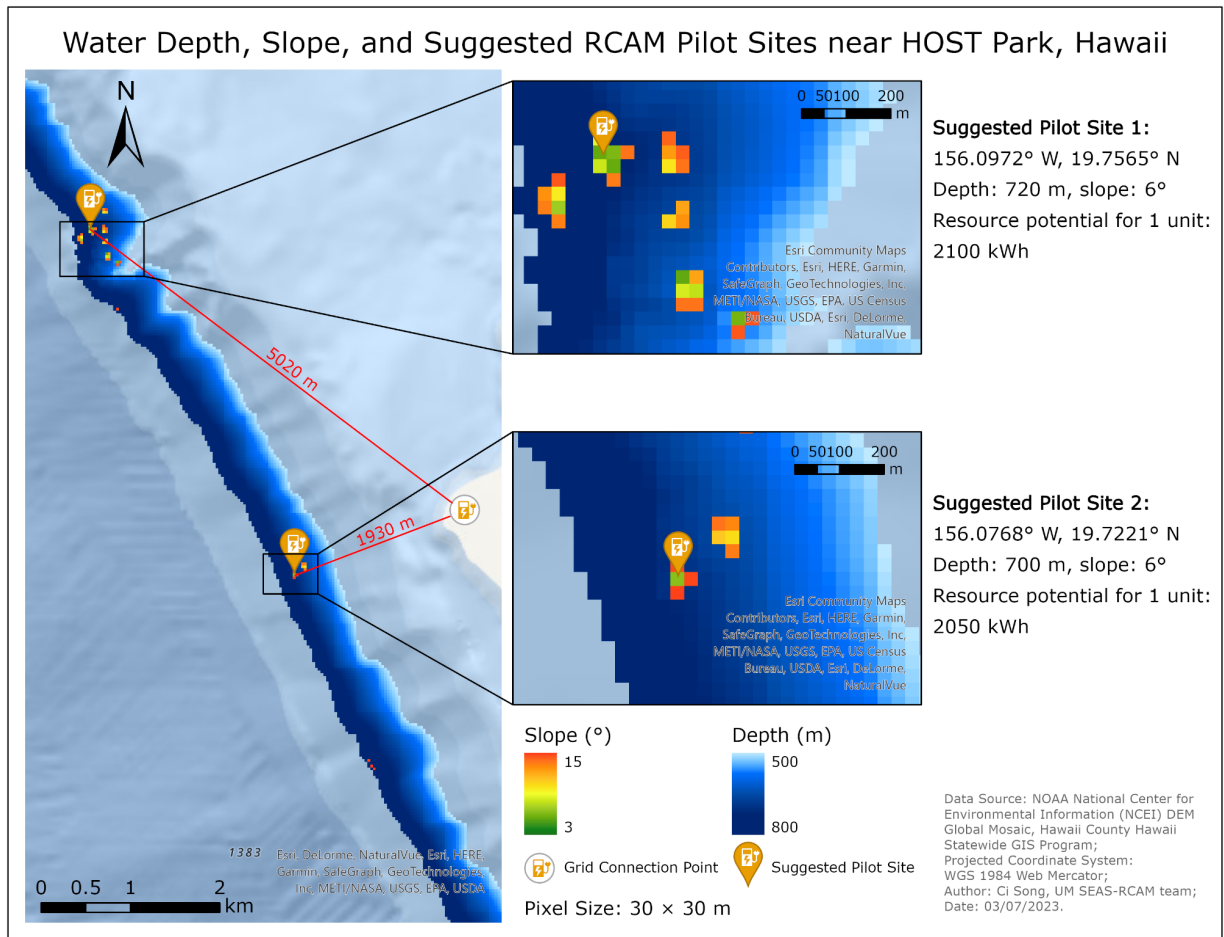 Water Depth, Slope, and Suggested RCAM Pilot Sites near HOST Park, Hawaii
N
5020 m
1930 m
1383
Esri, DeLorme, NaturalVue, Esri, HERE,
Garmin, SafeGraph, GeoTechnologies,
Inc, METI/NASA, USGS, EPA, USDA
0 0.5 1 2
km
0 50100 200
m
Esri Community Maps
Contributors, Esri, HERE, Garmin,
SafeGraph, GeoTechnologies, Inc,
METI/NASA, USGS, EPA, US Census
Bureau, USDA, Esri, DeLorme,
NaturalVue
Suggested Pilot Site 1:
156.0972° W, 19.7565° N
Depth: 720 m, slope: 6°
Resource potential for 1 unit:
2100 kWh
0 50100 200
m
Esri Community Maps
Contributors, Esri, HERE, Garmin,
SafeGraph, GeoTechnologies, Inc,
METI/NASA, USGS, EPA, US Census
Bureau, USDA, Esri, DeLorme,
NaturalVue
Suggested Pilot Site 2:
156.0768° W, 19.7221° N
Depth: 700 m, slope: 6°
Resource potential for 1 unit:
2050 kWh
Slope (°)
15
3
Depth (m)
500
800
Grid Connection Point
Suggested Pilot Site
Pixel Size: 30 × 30 m
Data Source: NOAA National Center for
Environmental Information (NCEI) DEM
Global Mosaic, Hawaii County Hawaii
Statewide GIS Program;
Projected Coordinate System:
WGS 1984 Web Mercator;
Author: Ci Song, UM SEAS-RCAM team;
Date: 03/07/2023.